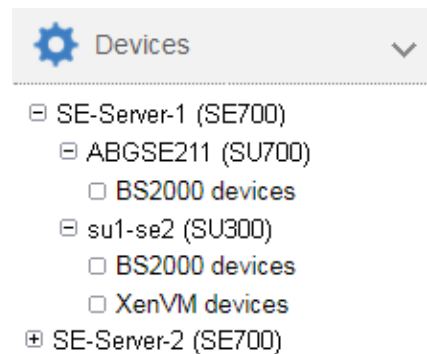 Devices
SE-Server-1 (SE700)
ABGSE211 (SU700)
BS2000 devices
su1-se2 (SU300)
BS2000 devices
XenVM devices
SE-Server-2 (SE700)